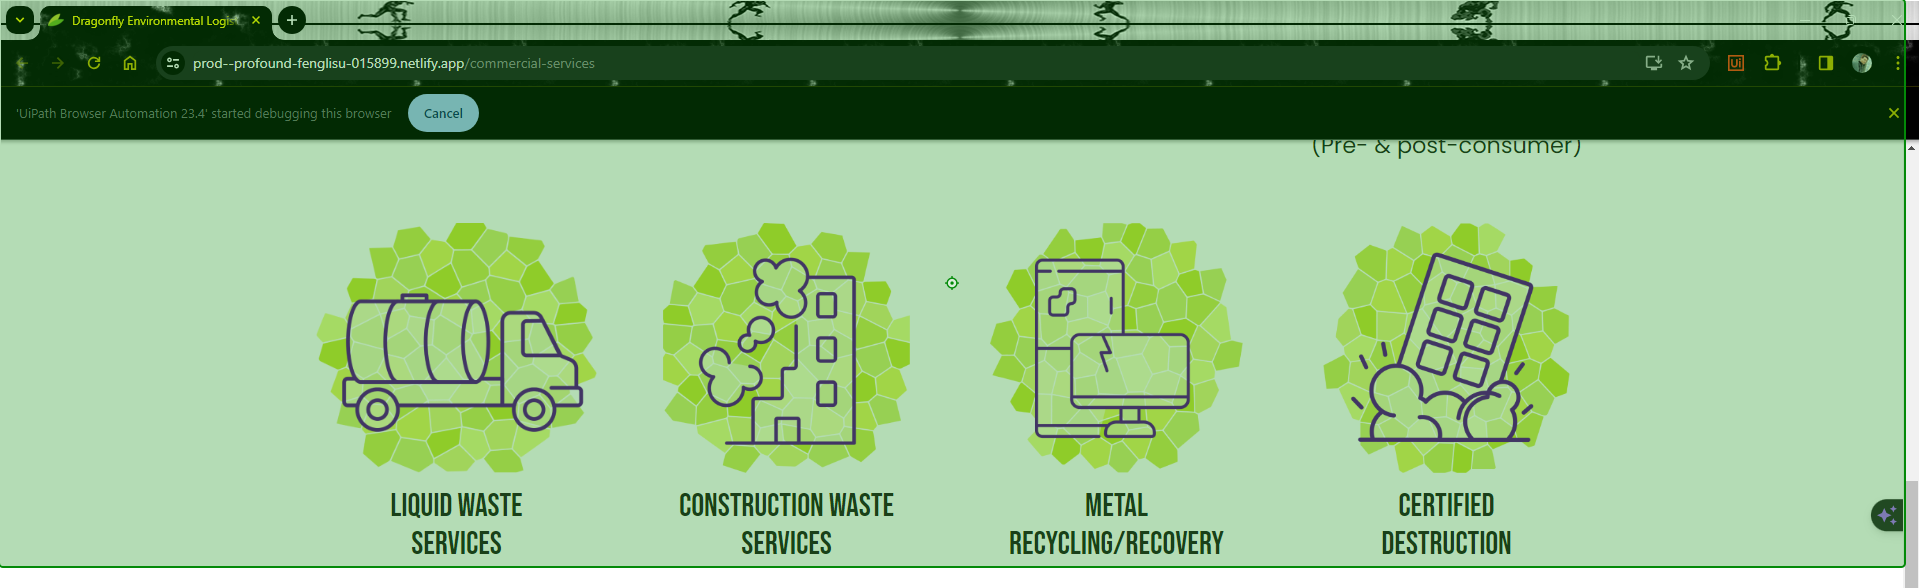 Dragonfly Environmental Logis
prod--profound-fenglisu-015899.netlify.app/commercial-services
Ui
'UiPath Browser Automation 23.4' started debugging this browser
Cancel
(Pre- & post-consumer)
LIQUID WASTE
SERVICES
CONSTRUCTION WASTE
SERVICES
METAL
RECYCLING/RECOVERY
CERTIFIED
DESTRUCTION